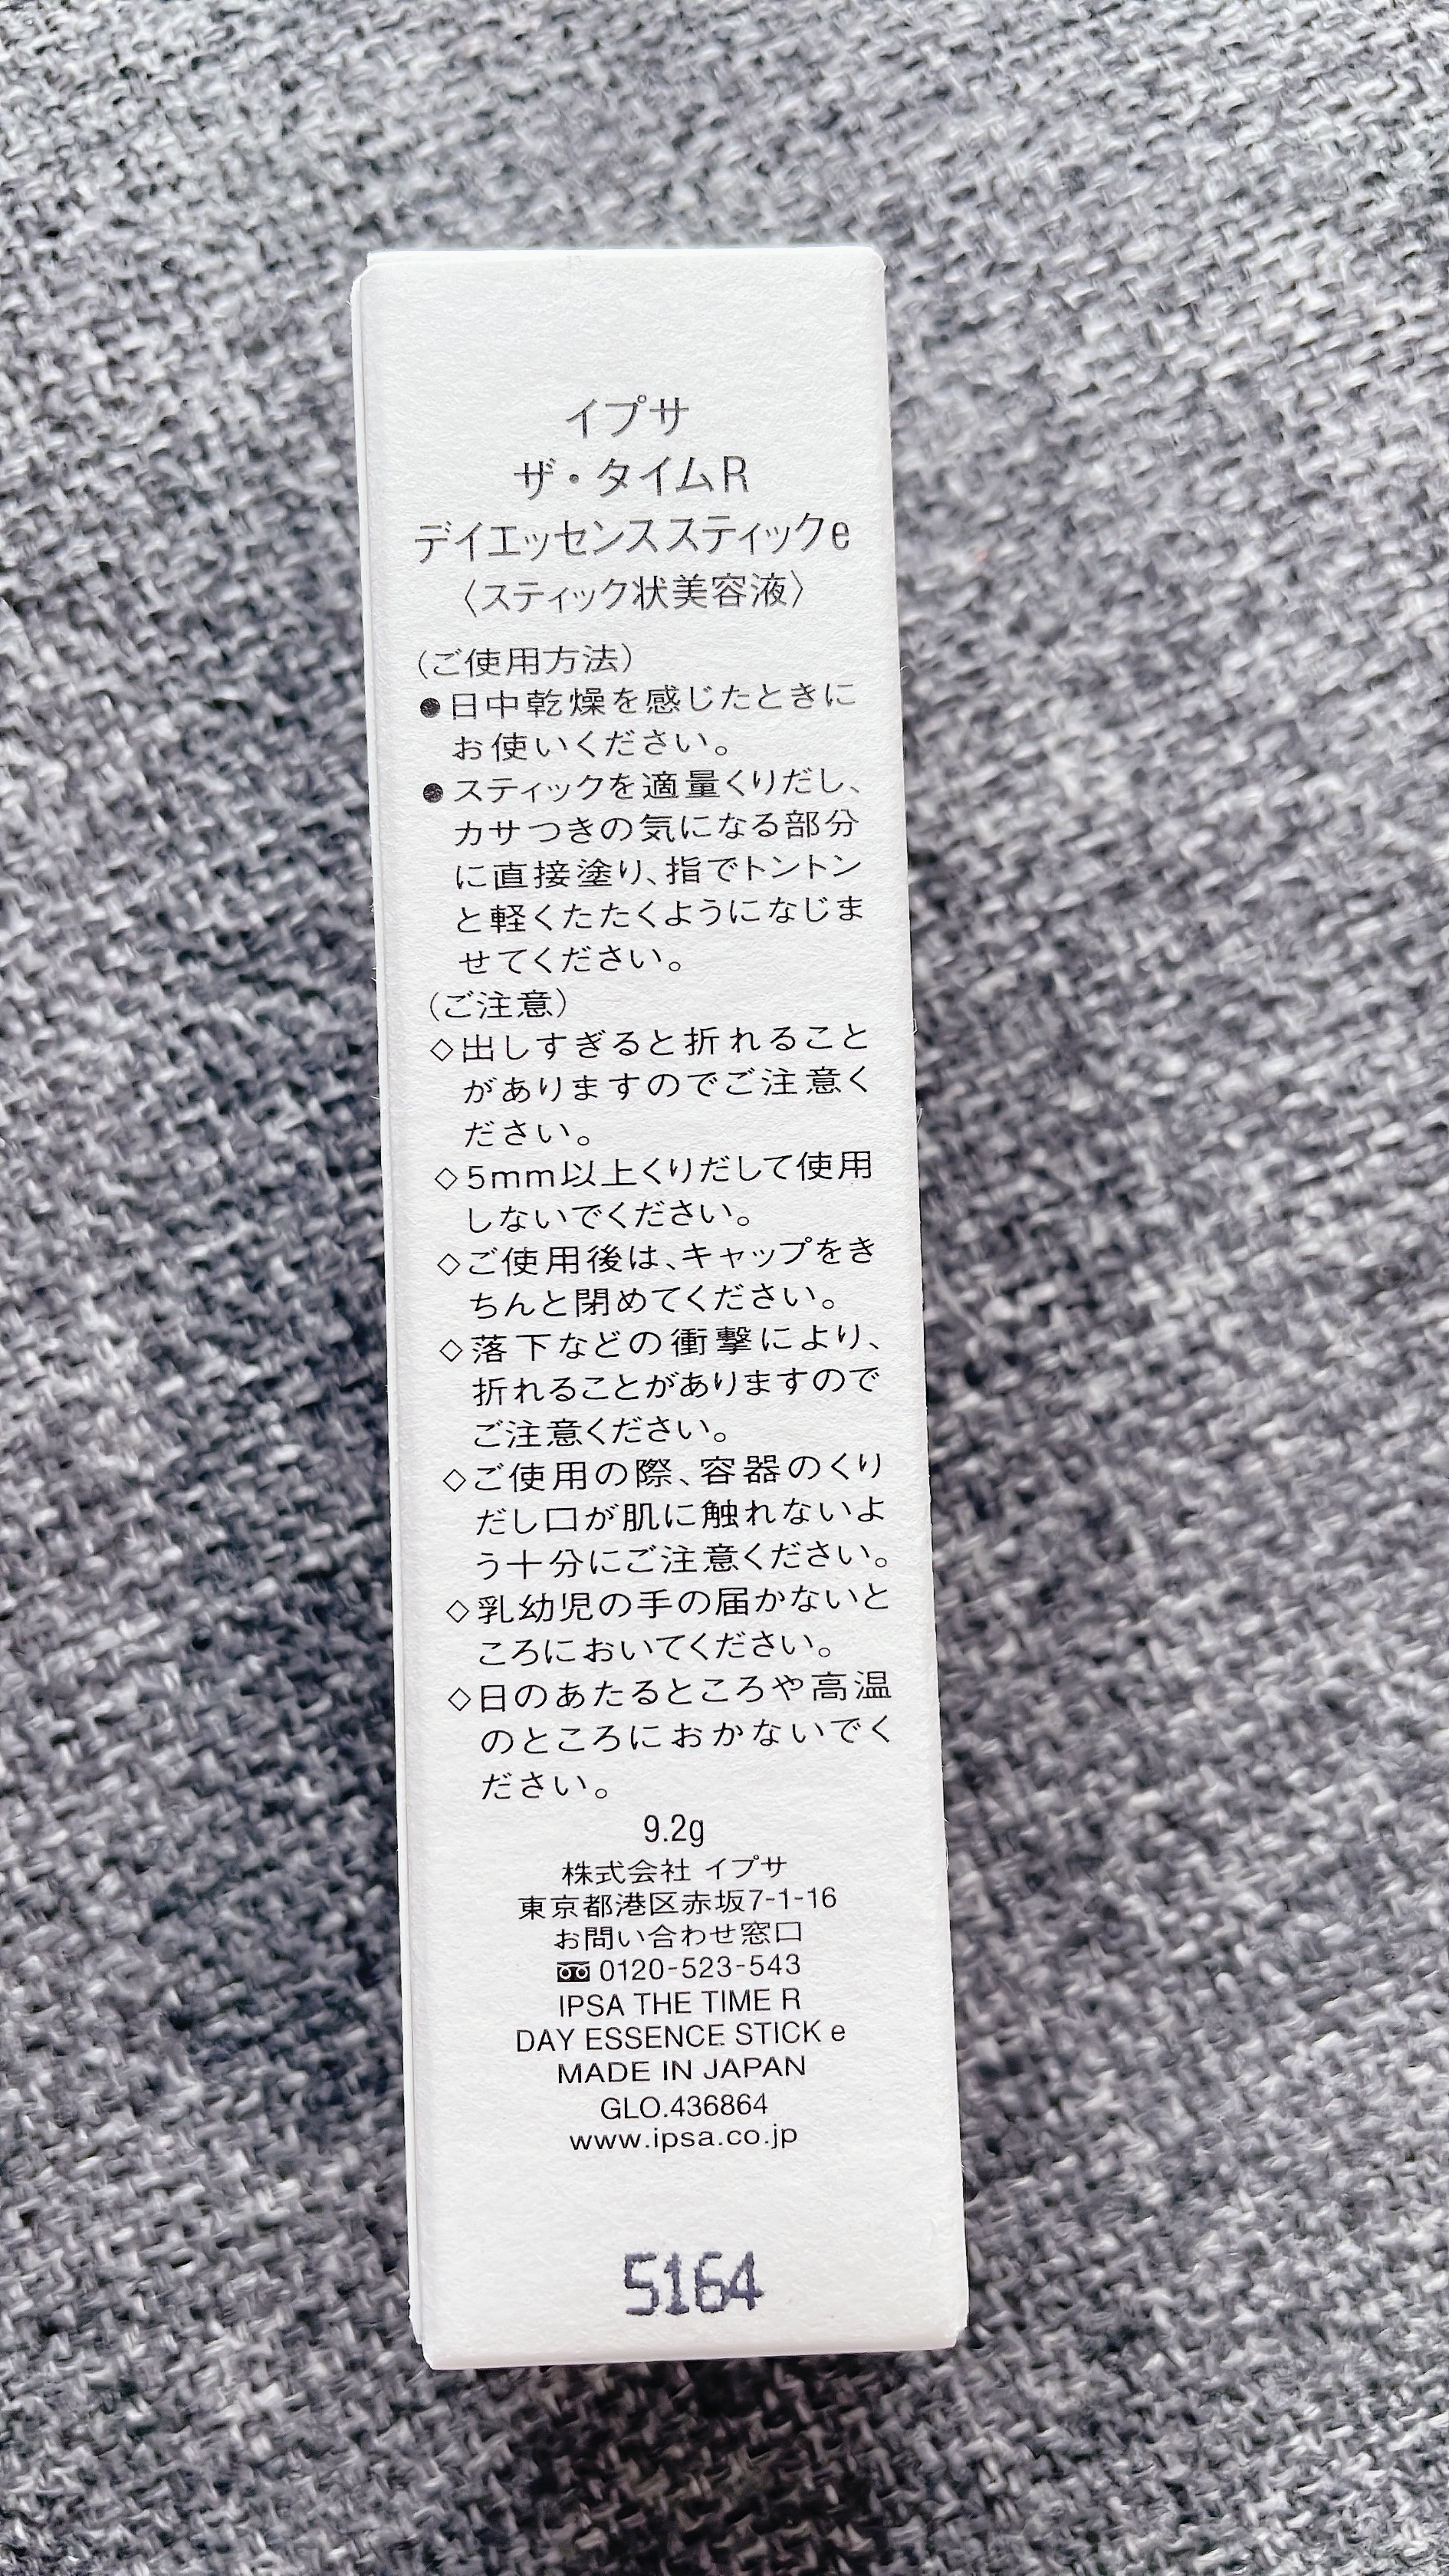 イプサ
ザ・タイムR
デイエッセンススティックe
〈スティック状美容液〉
(ご使用方法)
●日中乾燥を感じたときに
お使いください。
●スティックを適量くりだし、
カサつきの気になる部分
に直接塗り、指でトントン
と軽くたたくようになじま
せてください。
(ご注意)
◇出しすぎると折れること
がありますのでご注意く
ださい。
◇5mm以上くりだして使用
しないでください。
◇ご使用後は、キャップをき
ちんと閉めてください。
◇落下などの衝撃により、
折れることがありますので
ご注意ください。
◇ご使用の際、容器のくり
だし口が肌に触れないよ
う十分にご注意ください。
◇乳幼児の手の届かないと
ころにおいてください。
◇日のあたるところや高温
のところにおかないでく
ださい。
9.2g
株式会社 イプサ
東京都港区赤坂7-1-16
お問い合わせ窓口
0120-523-543
IPSA THE TIME R
DAY ESSENCE STICK e
MADE IN JAPAN
GLO.436864
www.ipsa.co.jp
5164